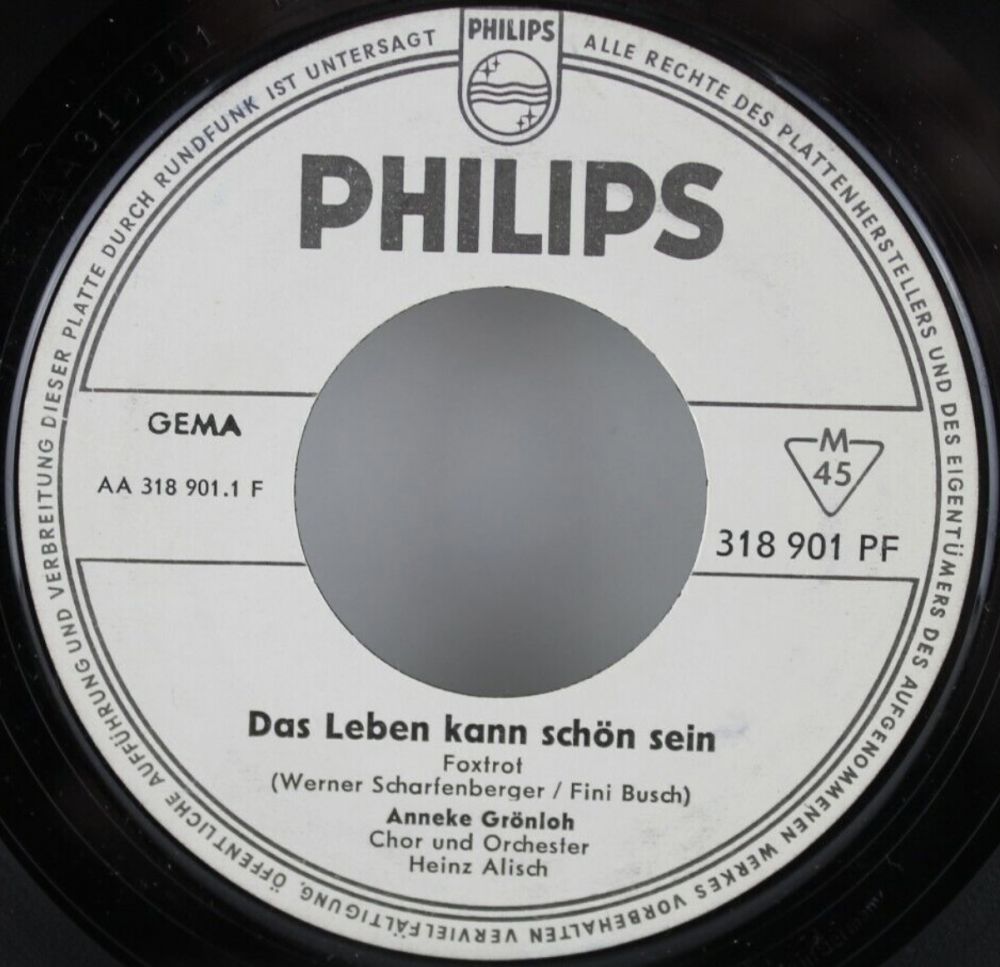 PHILIPS
ALLE RECHTE DES PLATTENHERSTELLERS UND DES EIGENTÜMERS DES AUFGENOMMENEN WERKES VORBEHALTEN VERVIELFÄLTIGUNG, ÖFFENTLICHE AUFFÜHRUNG UND VERBREITUNG DIESER PLATTE DURCH RUNDFUNK IST UNTERSAGT
PHILIPS
GEMA
AA 318 901.1 F
M
45
318 901 PF
Das Leben kann schön sein
Foxtrot
(Werner Scharfenberger / Fini Busch)
Anneke Grönloh
Chor und Orchester
Heinz Alisch